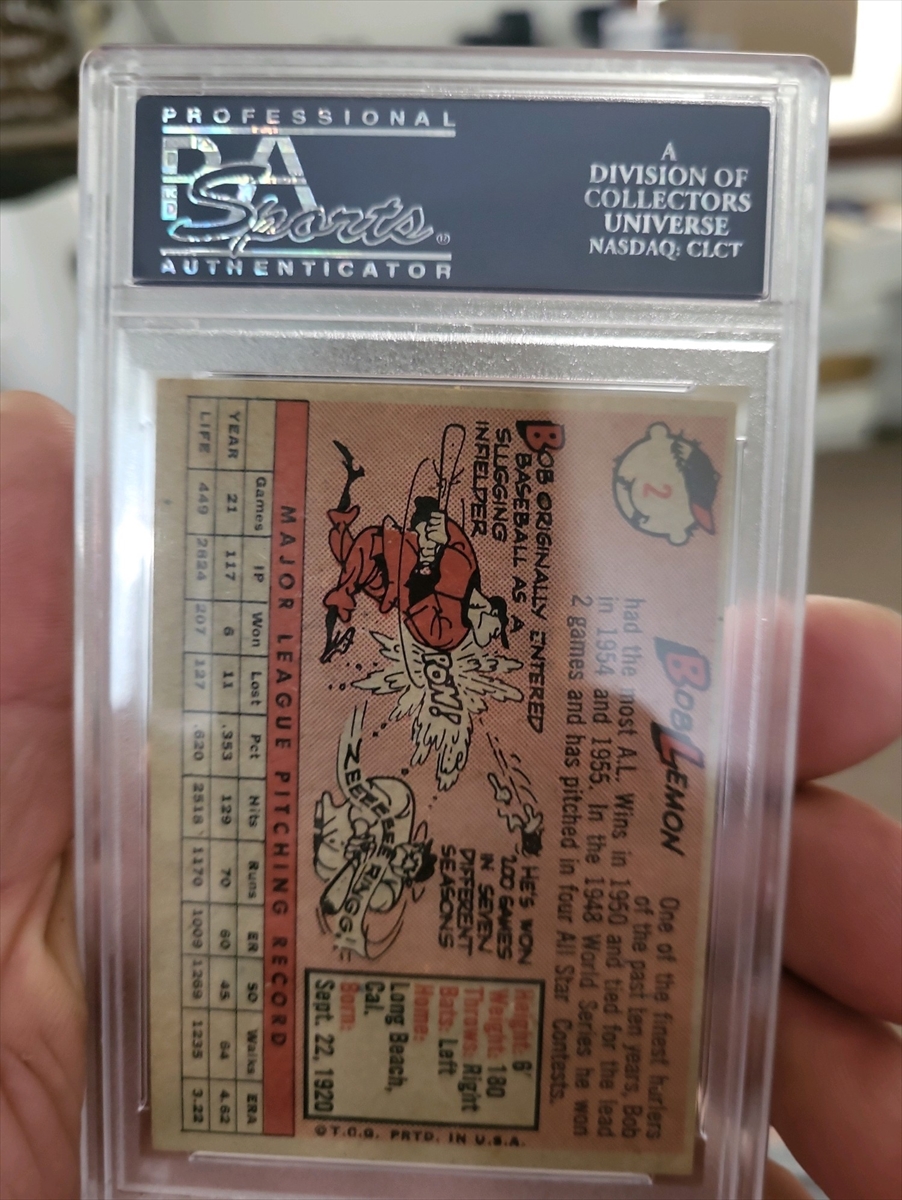 PROFESSIONAL
PSA
Sports
AUTHENTICATOR
A
DIVISION OF
COLLECTORS
UNIVERSE
NASDAQ: CLCT
2
BOB LEMON
One of the finest hurlers
of the past ten years, Bob
had the most A.L. Wins in 1950 and tied for the lead
in 1954 and 1955. In the 1948 World Series he won
2 games and has pitched in four All Star Contests.
BOB ORIGINALLY ENTERED
BASEBALL AS A
SLUGGING
INFIELDER
POW!
HE'S WON
200 GAMES
IN SEVEN
DIFFERENT
SEASONS
Height: 6'
Weight: 180
Throws: Right
Bats: Left
Home:
Long Beach,
Cal.
Born:
Sept. 22, 1920
MAJOR LEAGUE PITCHING RECORD
Games IP Won Lost Pct Hits Runs ER SO Walks ERA
YEAR 21 117 6 11 .353 129 70 60 45 64 4.62
LIFE 449 2824 207 127 .620 2518 1170 1009 1269 1235 3.22
©T.C.G. PRTD. IN U.S.A.